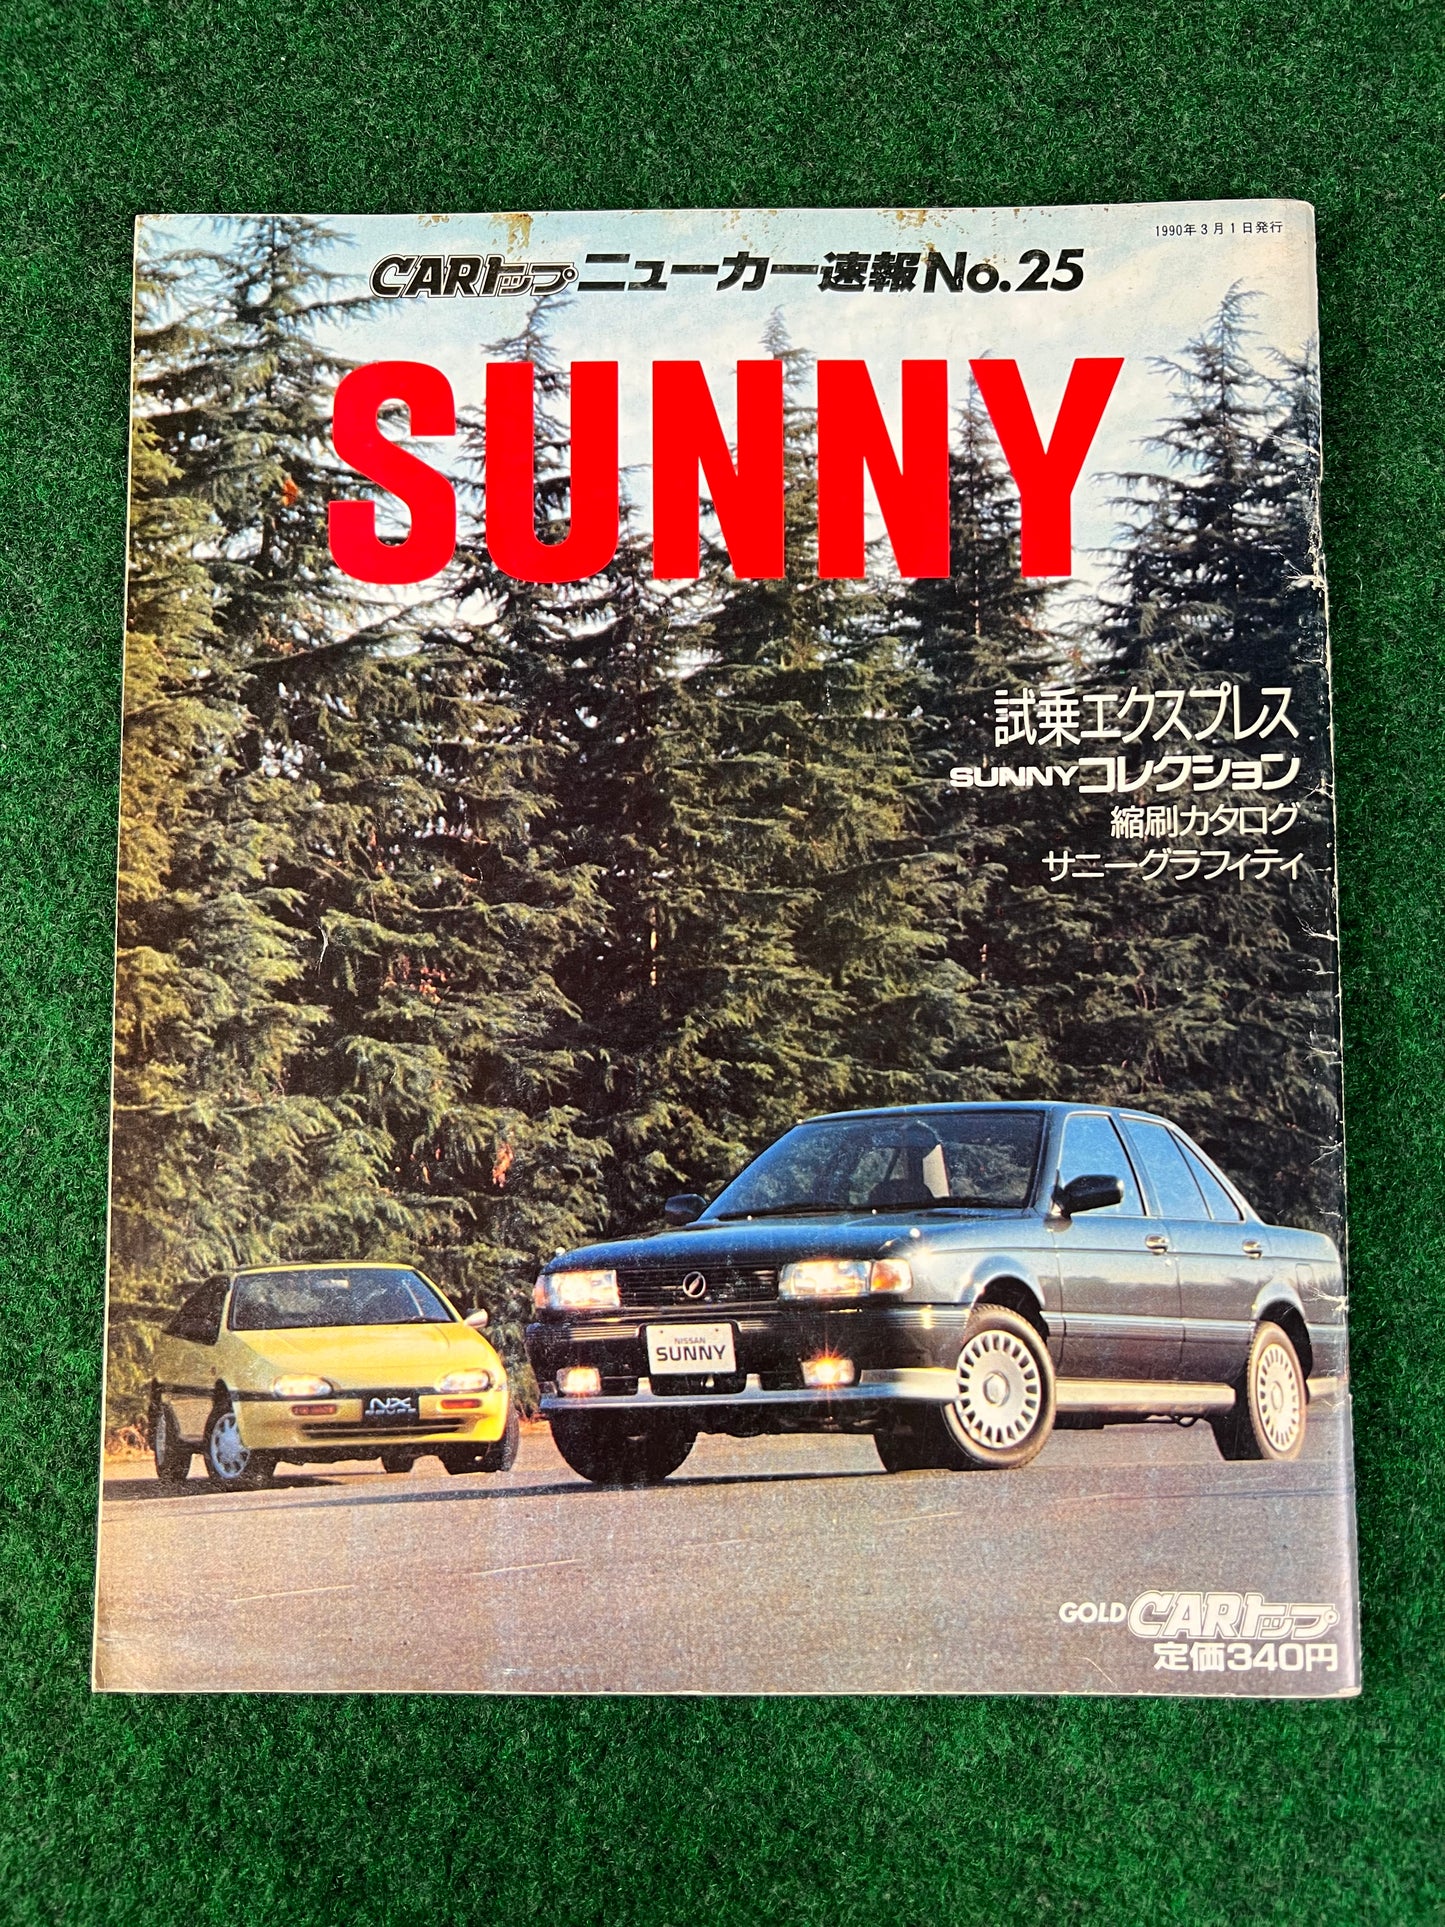 1990年3月1日発行
CARトップ ニューカー速報 No.25
SUNNY
試乗エクスプレス
SUNNYコレクション
縮刷カタログ
サニーグラフィティ
NISSAN
SUNNY
NX
COUPE
GOLD CARトップ
定価340円